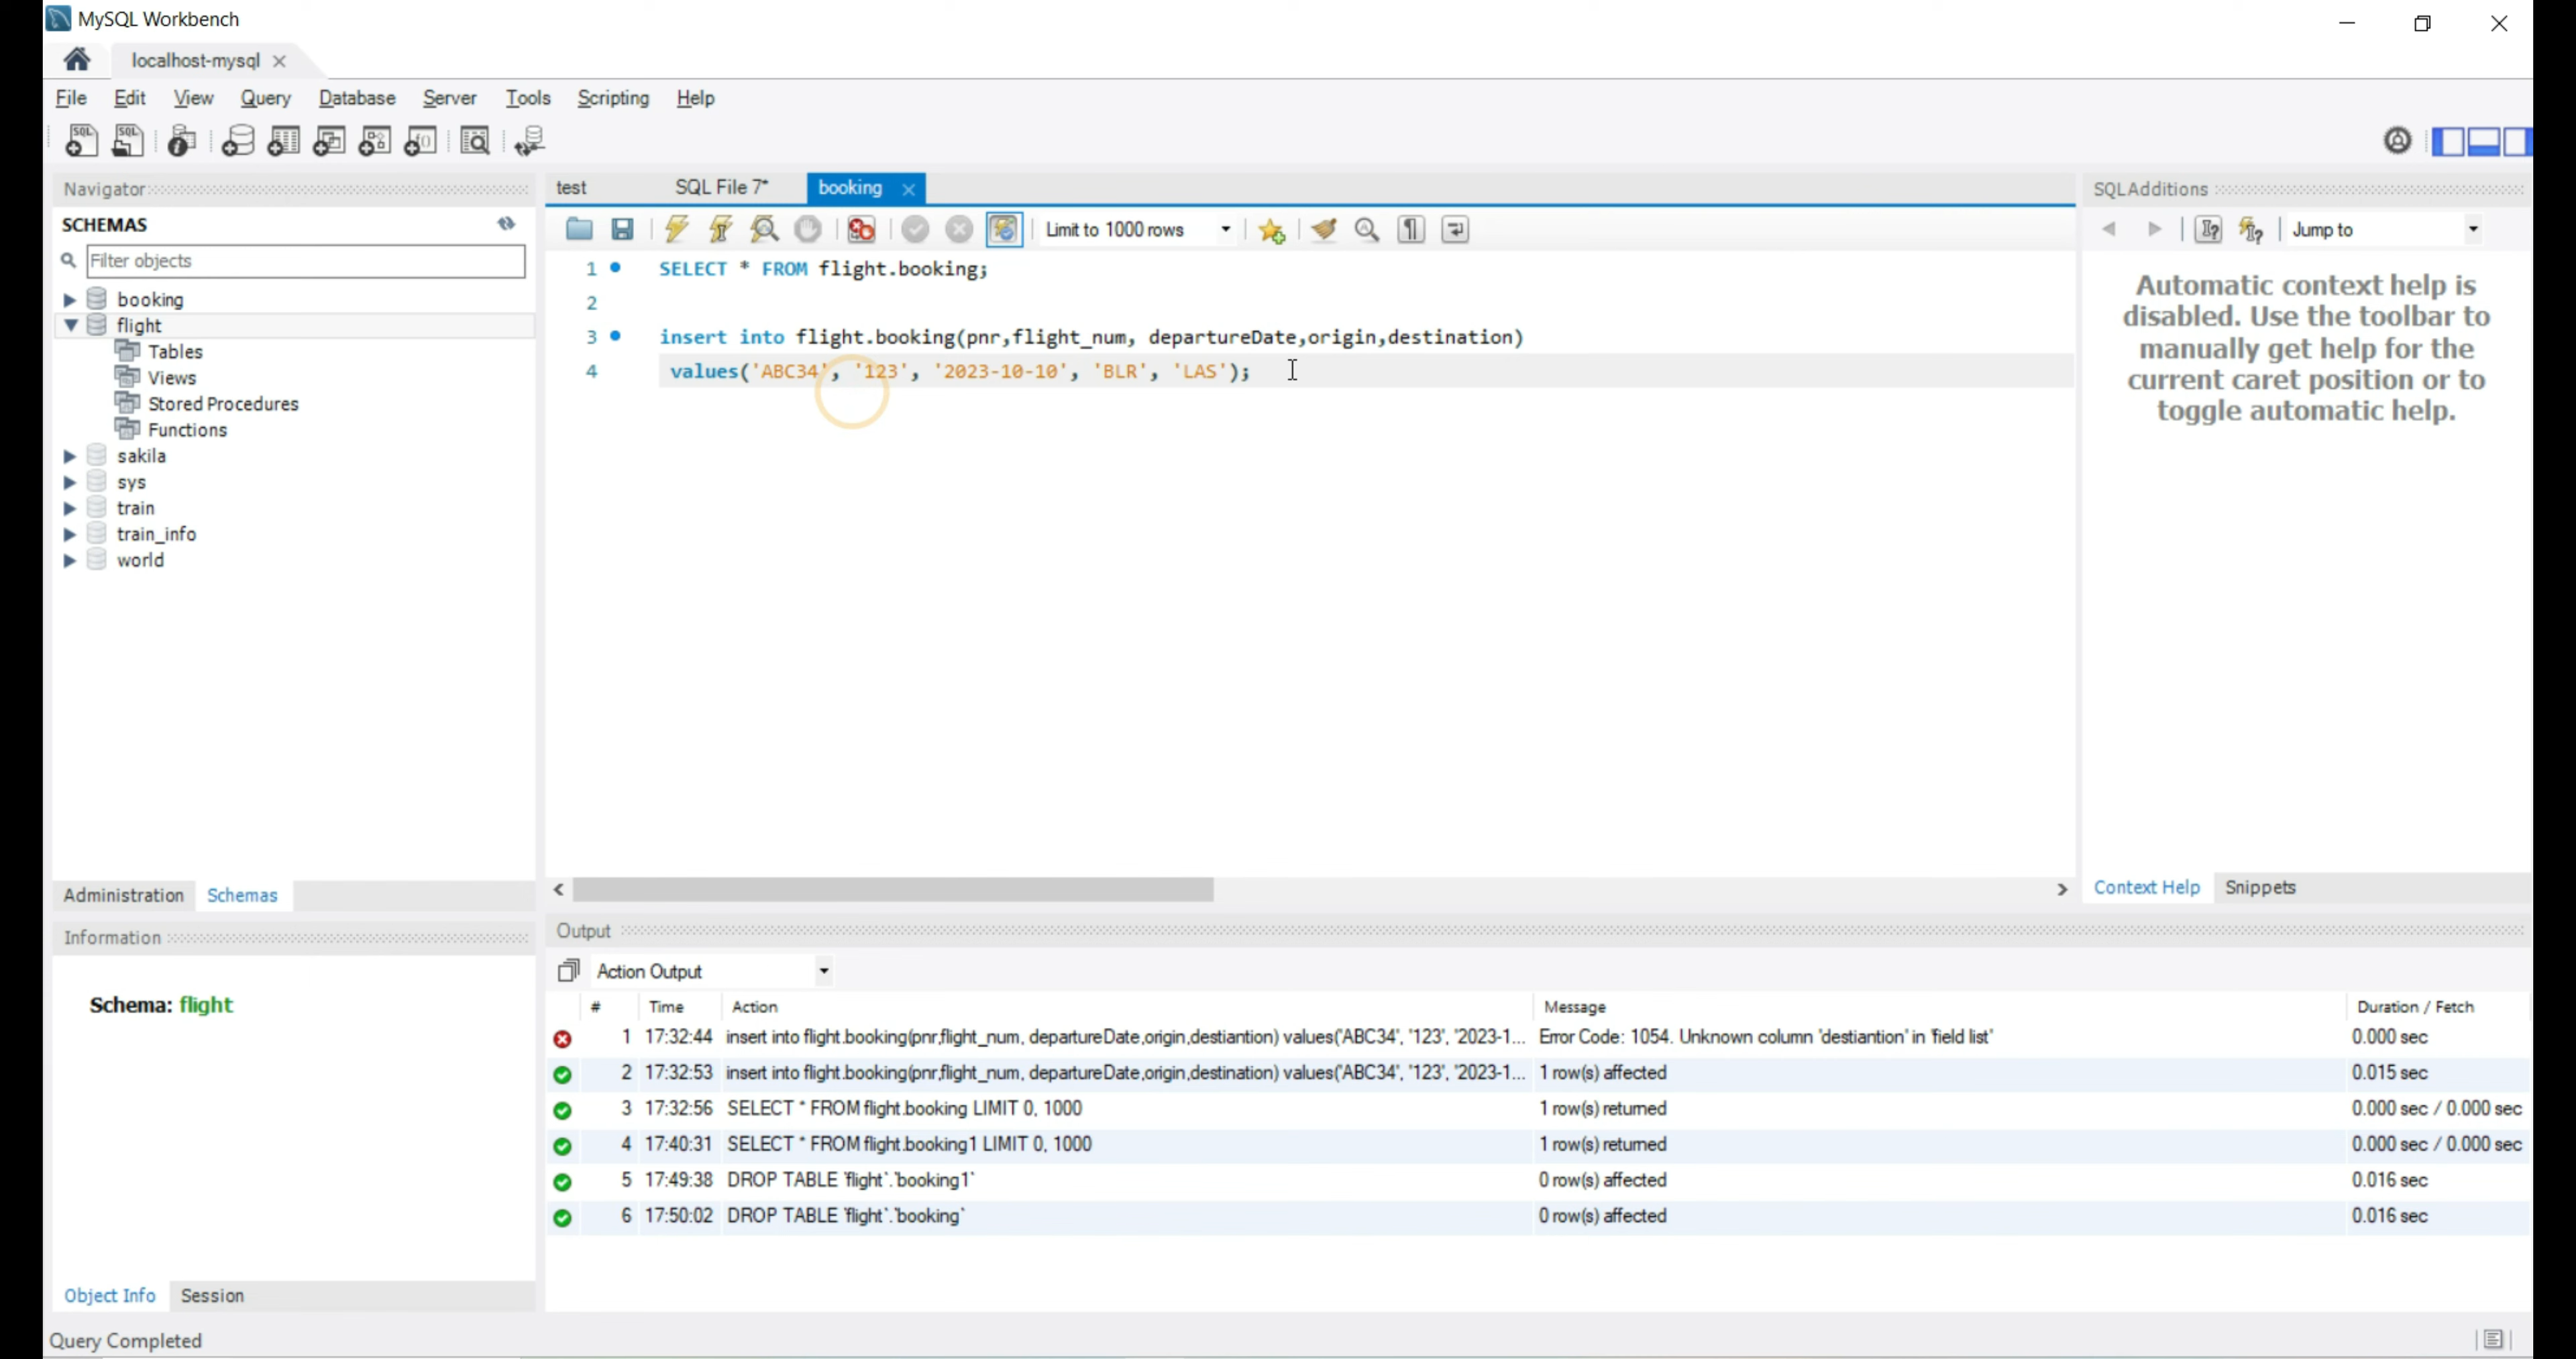 MySQL Workbench
localhost-mysql
File Edit View Query Database Server Tools Scripting Help
Navigator
SCHEMAS
Filter objects
booking
flight
Tables
Views
Stored Procedures
Functions
sakila
sys
train
train_info
world
Administration Schemas
Information
Schema: flight
Object Info Session
Query Completed
test SQL File 7* booking
Limit to 1000 rows
1 SELECT * FROM flight.booking;
2
3 insert into flight.booking(pnr,flight_num, departureDate,origin,destination)
4 values('ABC34', '123', '2023-10-10', 'BLR', 'LAS');
SQLAdditions
Jump to
Automatic context help is
disabled. Use the toolbar to
manually get help for the
current caret position or to
toggle automatic help.
Context Help Snippets
Output
Action Output
# Time Action Message Duration / Fetch
1 17:32:44 insert into flight.booking(pnr,flight_num, departureDate,origin,destiantion) values('ABC34', '123', '2023-1... Error Code: 1054. Unknown column 'destiantion' in 'field list' 0.000 sec
2 17:32:53 insert into flight.booking(pnr,flight_num, departureDate,origin,destination) values('ABC34', '123', '2023-1... 1 row(s) affected 0.015 sec
3 17:32:56 SELECT * FROM flight.booking LIMIT 0, 1000 1 row(s) returned 0.000 sec / 0.000 sec
4 17:40:31 SELECT * FROM flight.booking1 LIMIT 0, 1000 1 row(s) returned 0.000 sec / 0.000 sec
5 17:49:38 DROP TABLE `flight`.`booking1` 0 row(s) affected 0.016 sec
6 17:50:02 DROP TABLE `flight`.`booking` 0 row(s) affected 0.016 sec